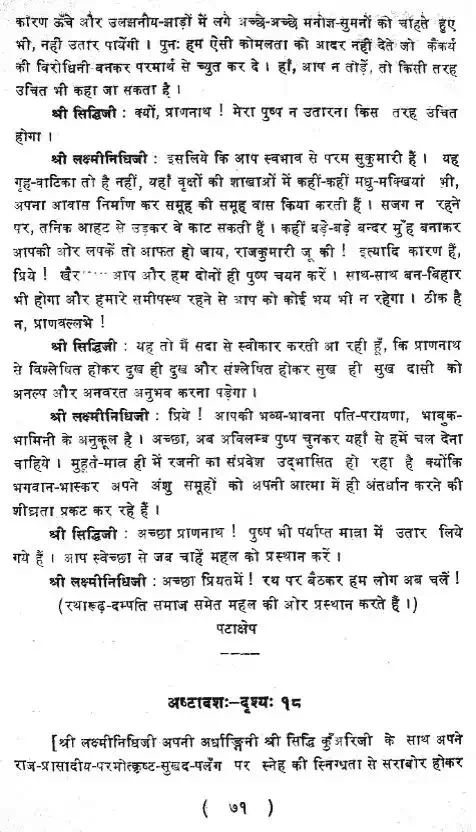 कारण ऊँचे और उलझनीय-झाड़ों में लगे अच्छे-अच्छे मनोज्ञ-सुमनों को चाहते हुए
भी, नहीं उतार पायेंगी । पुनः हम ऐसी कोमलता को आदर नहीं देते जो कैंकर्य
की विरोधिनी बनकर परमार्थ से च्युत कर दे । हाँ, आप न तोड़ें, तो किसी तरह
उचित भी कहा जा सकता है ।
श्री सिद्धिजी : क्यों, प्राणनाथ ! मेरा पुष्प न उतारना किस तरह उचित
होगा ।
श्री लक्ष्मीनिधिजी : इसलिये कि आप स्वभाव से परम सुकुमारी हैं । यह
गृह-वाटिका तो है नहीं, यहाँ वृक्षों की शाखाओं में कहीं-कहीं मधु-मक्खियां भी,
अपना आवास निर्माण कर समूह की समूह वास किया करती हैं । सजग न रहने
पर, तनिक आहट से उड़कर वे काट सकती हैं । कहीं बड़े-बड़े बन्दर मुँह बनाकर
आपकी ओर लपकें तो आफत हो जाय, राजकुमारी जू की ! इत्यादि कारण हैं,
प्रिये ! खैर ····· आप और हम दोनों ही पुष्प चयन करें । साथ-साथ बन-बिहार
भी होगा और हमारे समीपस्थ रहने से आप को कोई भय भी न रहेगा । ठीक है
न, प्राणवल्लभे !
श्री सिद्धिजी : यह तो मैं सदा से स्वीकार करती आ रही हूँ, कि प्राणनाथ
से विश्लेषित होकर दुख ही दुख और संश्लेषित होकर सुख ही सुख दासी को
अनल्प और अनवरत अनुभव करना पड़ेगा ।
श्री लक्ष्मीनिधिजी : प्रिये ! आपकी भव्य-भावना पति-परायणा, भावुक-
भामिनी के अनुकूल है । अच्छा, अब अविलम्ब पुष्प चुनकर यहाँ से हमें चल देना
चाहिये । मुहूर्त-मात्र ही में रजनी का संप्रवेश उद्भासित हो रहा है क्योंकि
भगवान-भास्कर अपने अंशु समूहों को अपनी आत्मा में ही अंतर्धान करने की
शीघ्रता प्रकट कर रहे हैं ।
श्री सिद्धिजी : अच्छा प्राणनाथ ! पुष्प भी पर्याप्त मात्रा में उतार लिये
गये हैं । आप स्वेच्छा से जब चाहें महल को प्रस्थान करें ।
श्री लक्ष्मीनिधिजी : अच्छा प्रियतमें ! रथ पर बैठकर हम लोग अब चलें !
(रथारूढ़-दम्पति समाज समेत महल की ओर प्रस्थान करते हैं ।)
पटाक्षेप
अष्टादशः-दृश्यः १८
[श्री लक्ष्मीनिधिजी अपनी अर्धाङ्गिनी श्री सिद्धि कुँअरिजी के साथ अपने
राज-प्रासादीय-परमोत्कृष्ट-सुखद-पलँग पर स्नेह की स्निग्धता से सराबोर होकर
( ७१ )